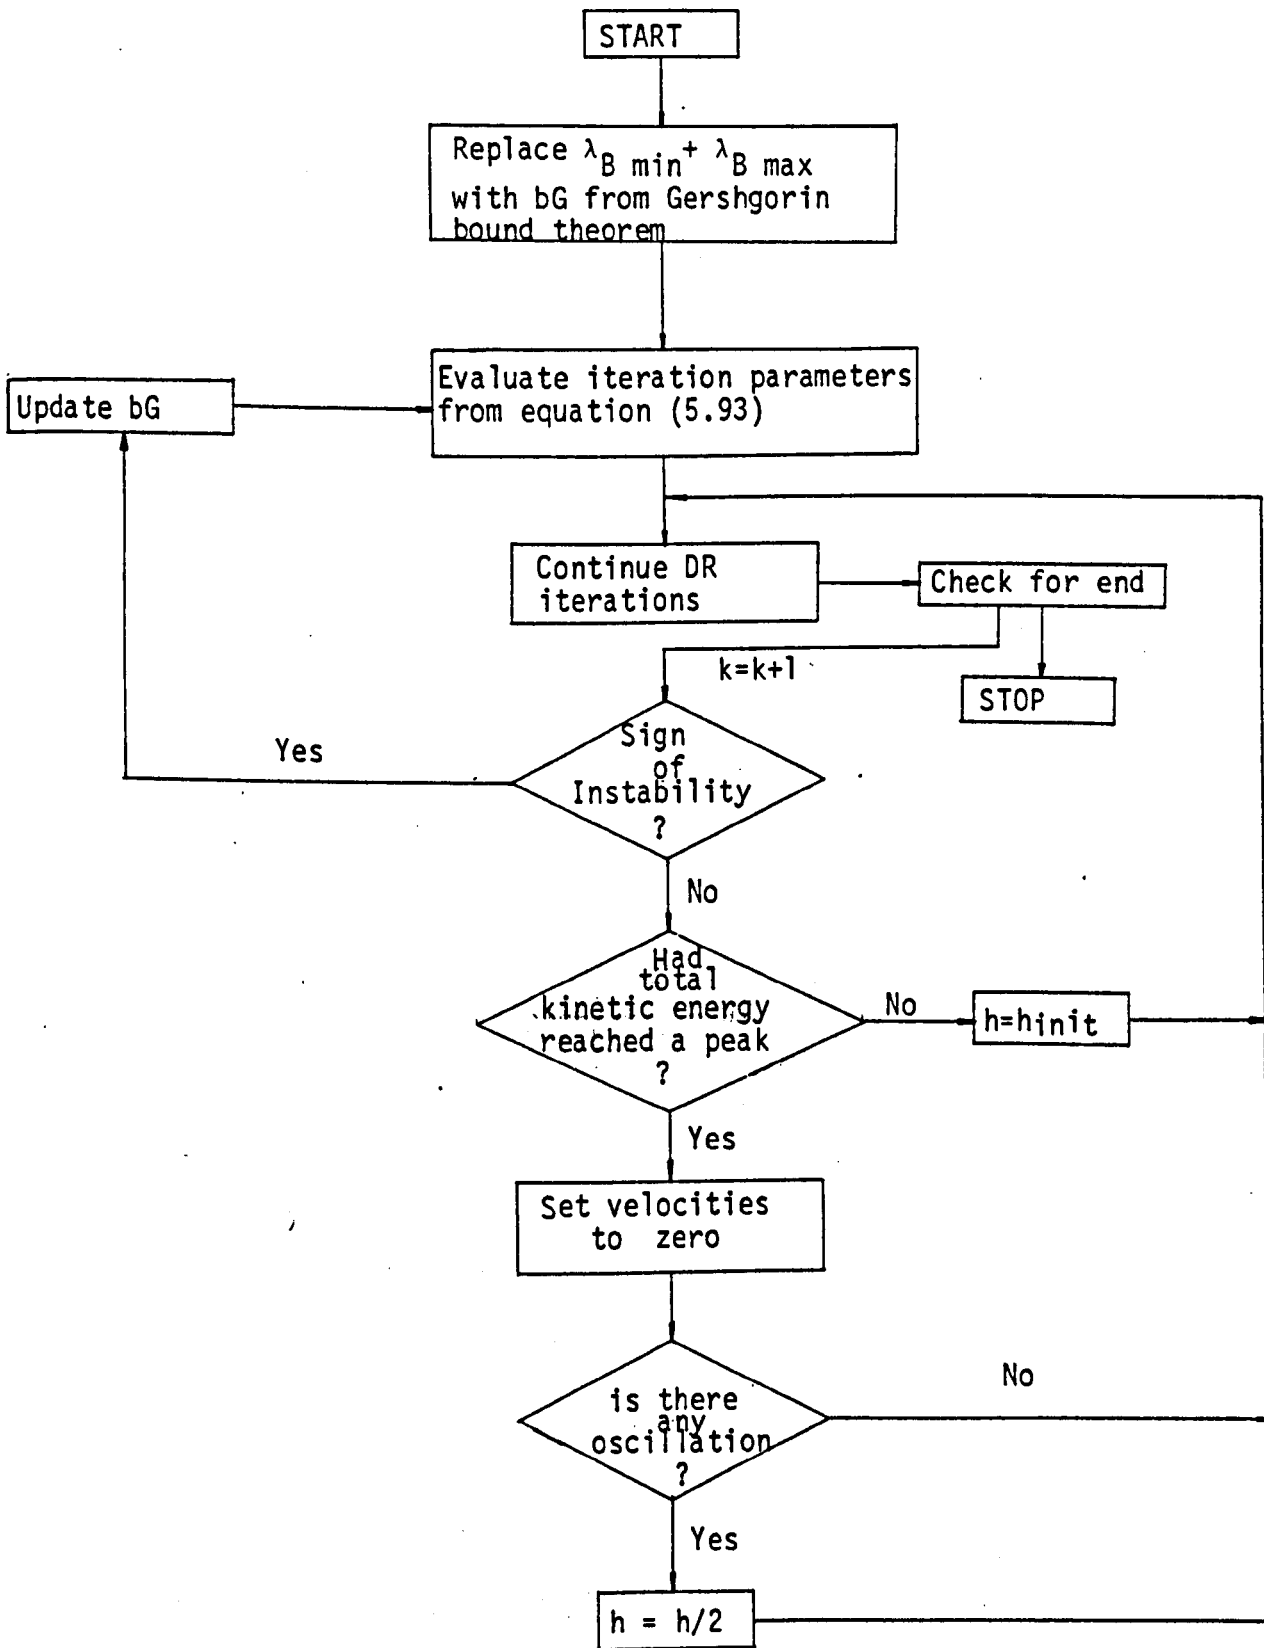 START
Replace λB min+ λB max
with bG from Gershgorin
bound theorem
Evaluate iteration parameters
from equation (5.93)
Update bG
Continue DR
iterations
Check for end
k=k+1
STOP
Sign
of
Instability
?
Yes
No
Had
total
kinetic energy
reached a peak
?
No
h=hinit
Yes
Set velocities
to zero
is there
any
oscillation
?
No
Yes
h = h/2